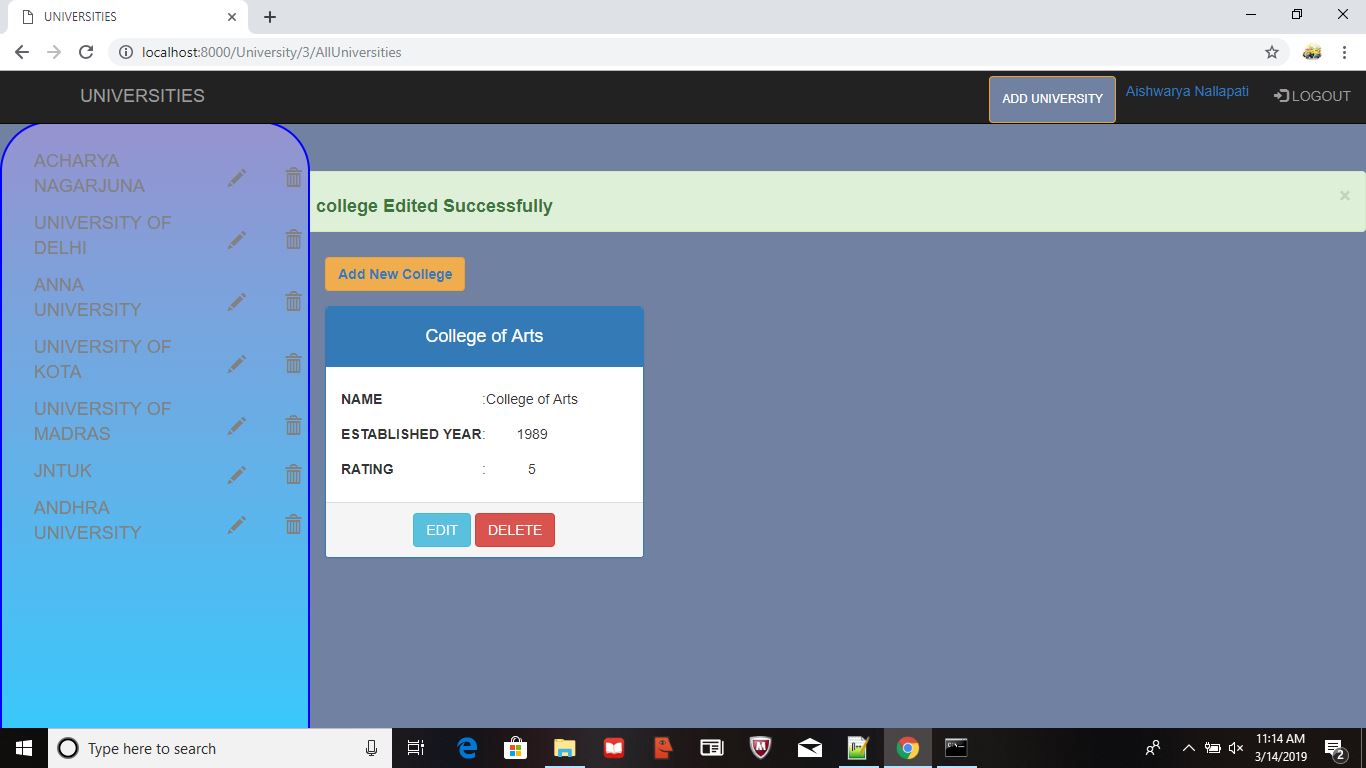 UNIVERSITIES
localhost:8000/University/3/AllUniversities
UNIVERSITIES
ADD UNIVERSITY
Aishwarya Nallapati
LOGOUT
ACHARYA
NAGARJUNA
UNIVERSITY OF
DELHI
ANNA
UNIVERSITY
UNIVERSITY OF
KOTA
UNIVERSITY OF
MADRAS
JNTUK
ANDHRA
UNIVERSITY
college Edited Successfully
×
Add New College
College of Arts
NAME :College of Arts
ESTABLISHED YEAR: 1989
RATING : 5
EDIT DELETE
Type here to search
11:14 AM
3/14/2019
2